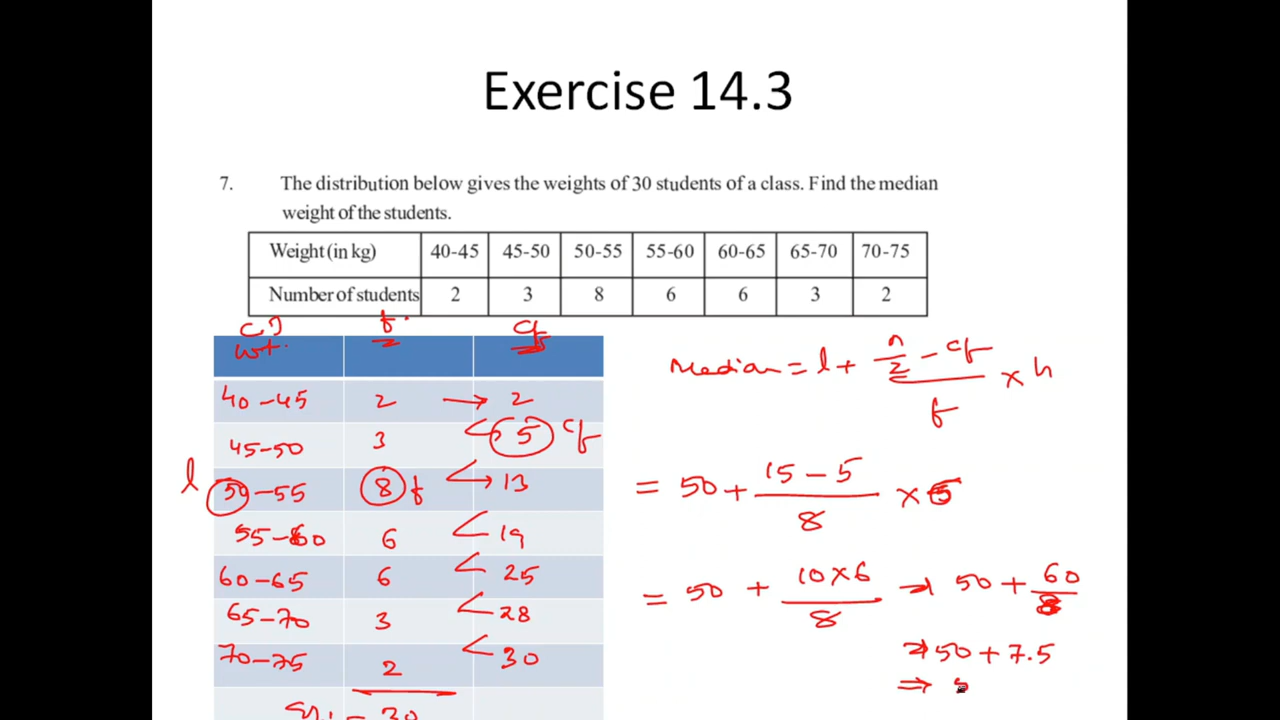 Exercise 14.3
7. The distribution below gives the weights of 30 students of a class. Find the median
weight of the students.
Weight (in kg) 40-45 45-50 50-55 55-60 60-65 65-70 70-75
Number of students 2 3 8 6 6 3 2
C.I f. cf
wt.
40-45 2 → 2
45-50 3 5 cf
l 50-55 8 f 13
55-60 6 19
60-65 6 25
65-70 3 28
70-75 2 30
= 30
Median = l + n/2 - cf / f × h
= 50 + 15 - 5 / 8 × 5
= 50 + 10×6 / 8 → 50 + 60 / 8
⇒ 50 + 7.5
⇒